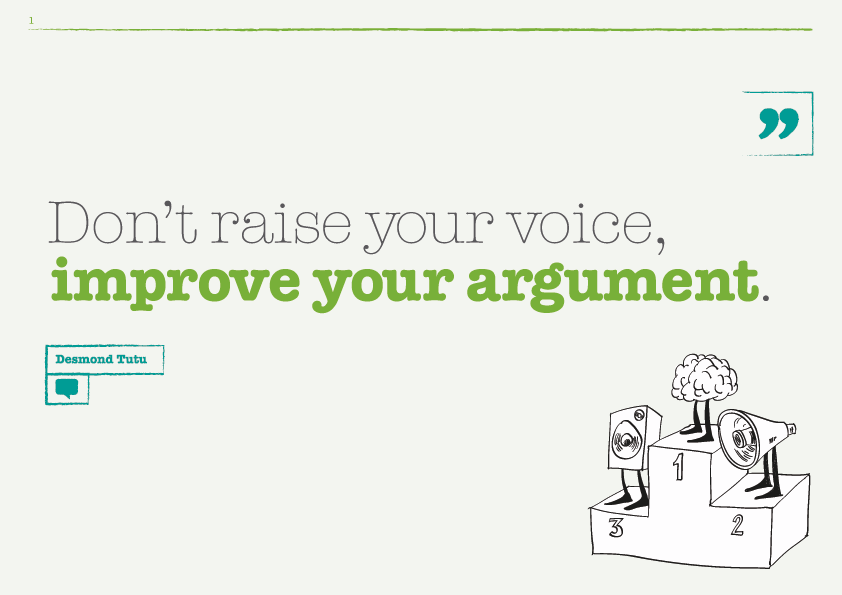 1
”
Don’t raise your voice,
improve your argument.
Desmond Tutu
1
3
2